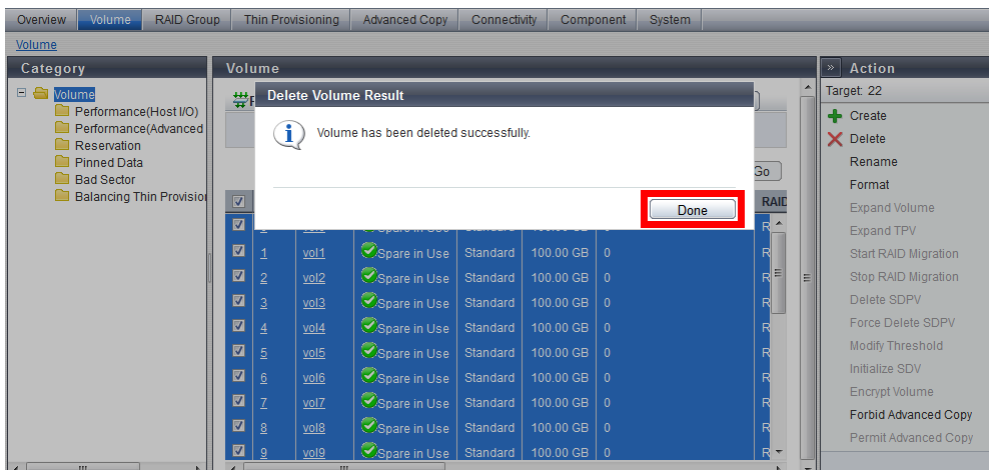 Overview Volume RAID Group Thin Provisioning Advanced Copy Connectivity Component System
Volume
Category
Volume
Performance(Host I/O)
Performance(Advanced
Reservation
Pinned Data
Bad Sector
Balancing Thin Provision
Volume
Delete Volume Result
Volume has been deleted successfully.
Done
Go
RAID
1 vol1 Spare in Use Standard 100.00 GB 0 R
2 vol2 Spare in Use Standard 100.00 GB 0 R
3 vol3 Spare in Use Standard 100.00 GB 0 R
4 vol4 Spare in Use Standard 100.00 GB 0 R
5 vol5 Spare in Use Standard 100.00 GB 0 R
6 vol6 Spare in Use Standard 100.00 GB 0 R
7 vol7 Spare in Use Standard 100.00 GB 0 R
8 vol8 Spare in Use Standard 100.00 GB 0 R
9 vol9 Spare in Use Standard 100.00 GB 0 R
» Action
Target: 22
Create
Delete
Rename
Format
Expand Volume
Expand TPV
Start RAID Migration
Stop RAID Migration
Delete SDPV
Force Delete SDPV
Modify Threshold
Initialize SDV
Encrypt Volume
Forbid Advanced Copy
Permit Advanced Copy